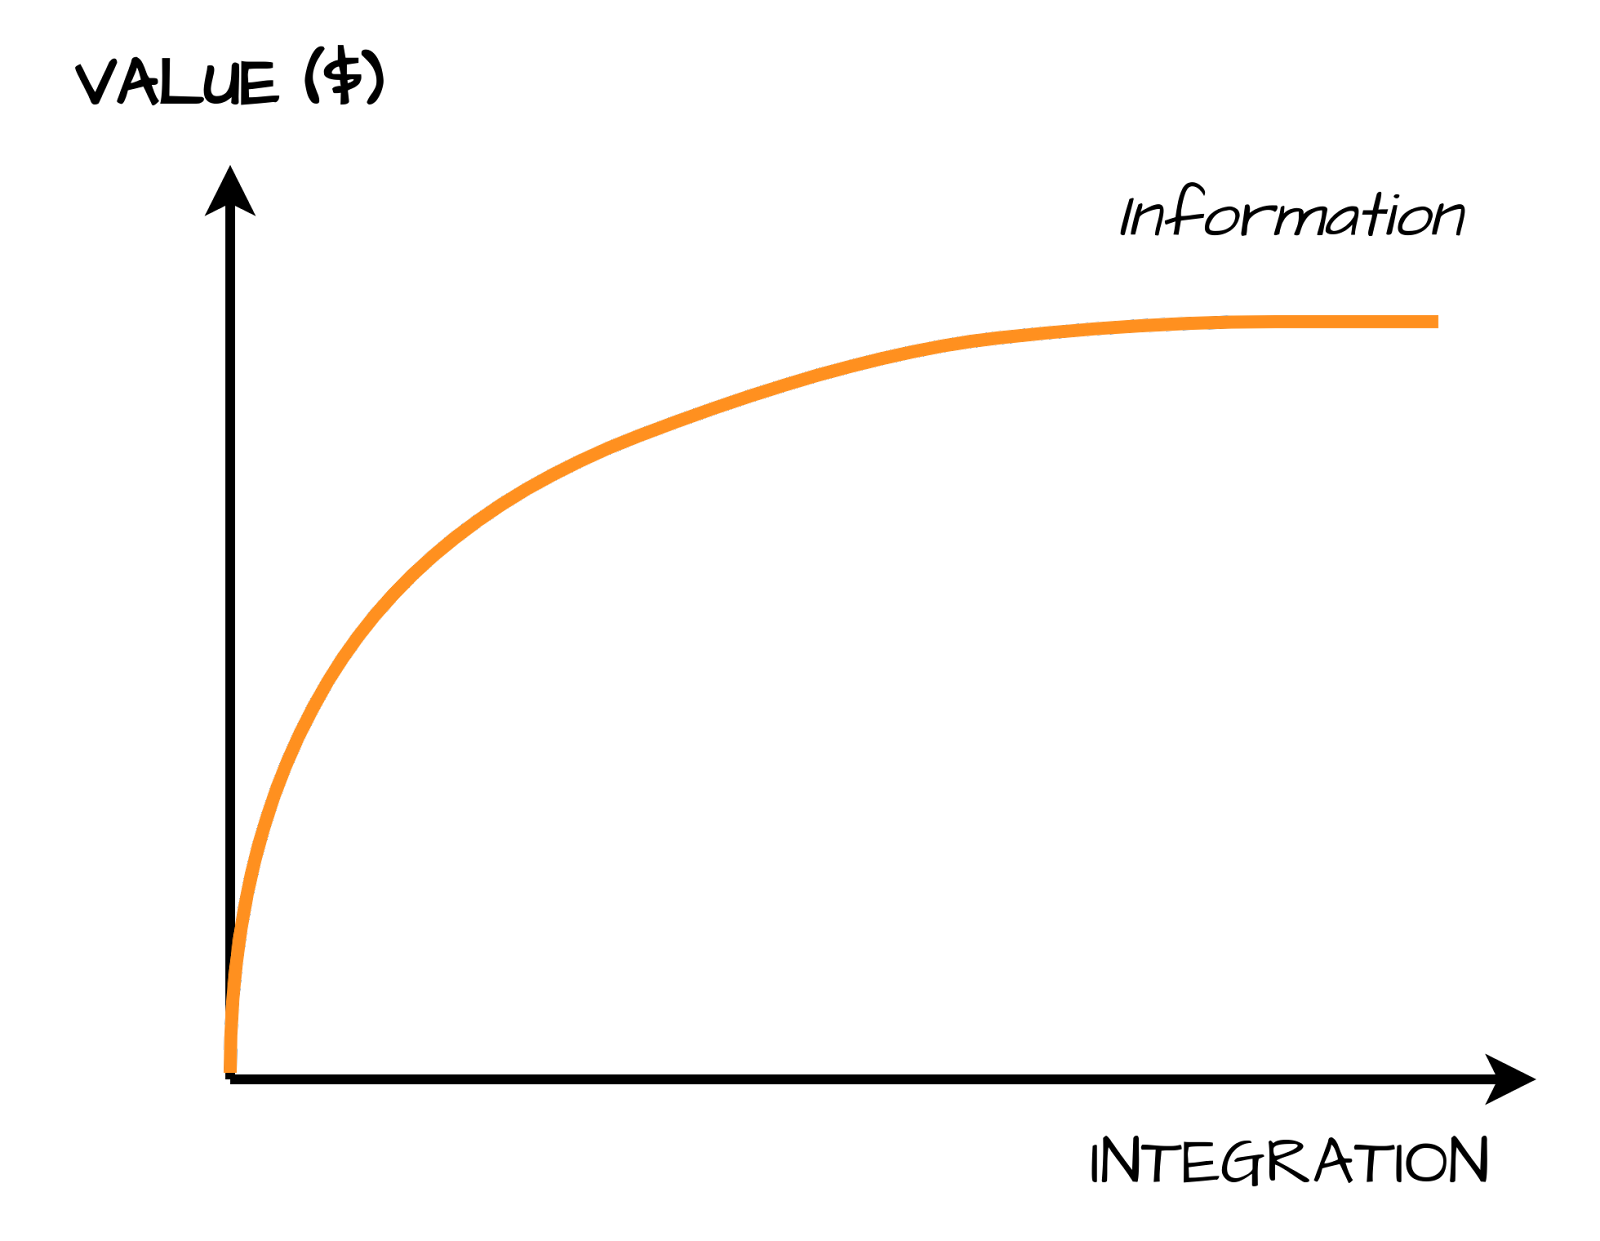 VALUE ($)
Information
INTEGRATION